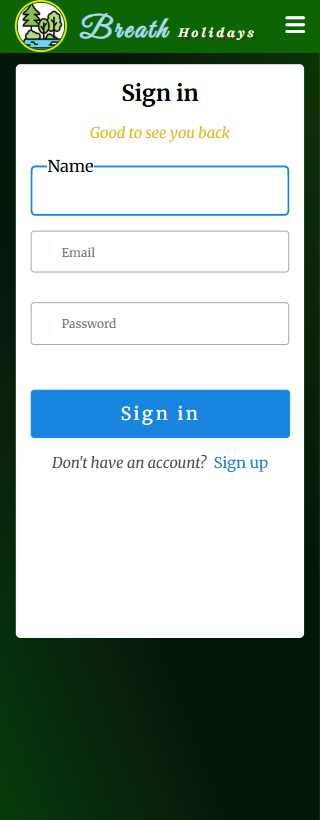 Breath Holidays
Sign in
Good to see you back
Name
Email
Password
Sign in
Don't have an account? Sign up